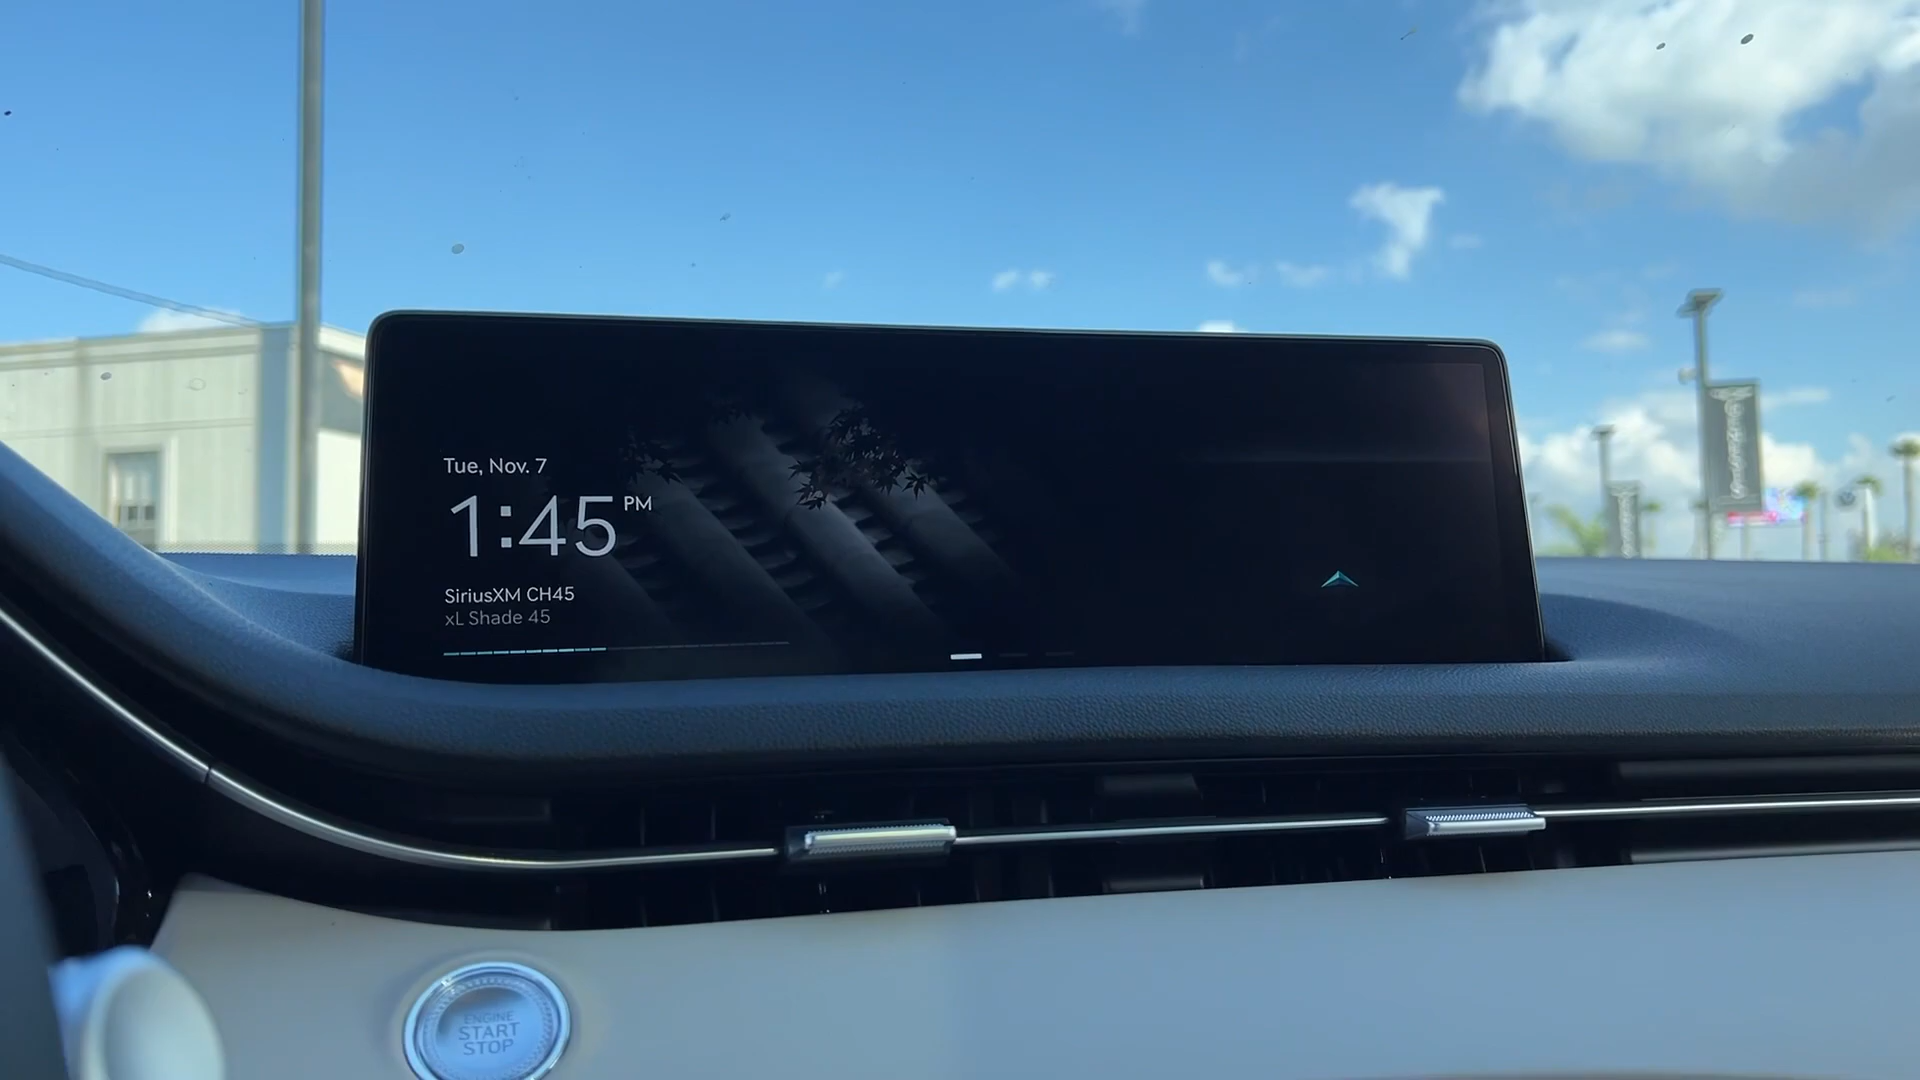 Tue, Nov. 7
1:45 PM
SiriusXM CH45
xL Shade 45
ENGINE
START
STOP